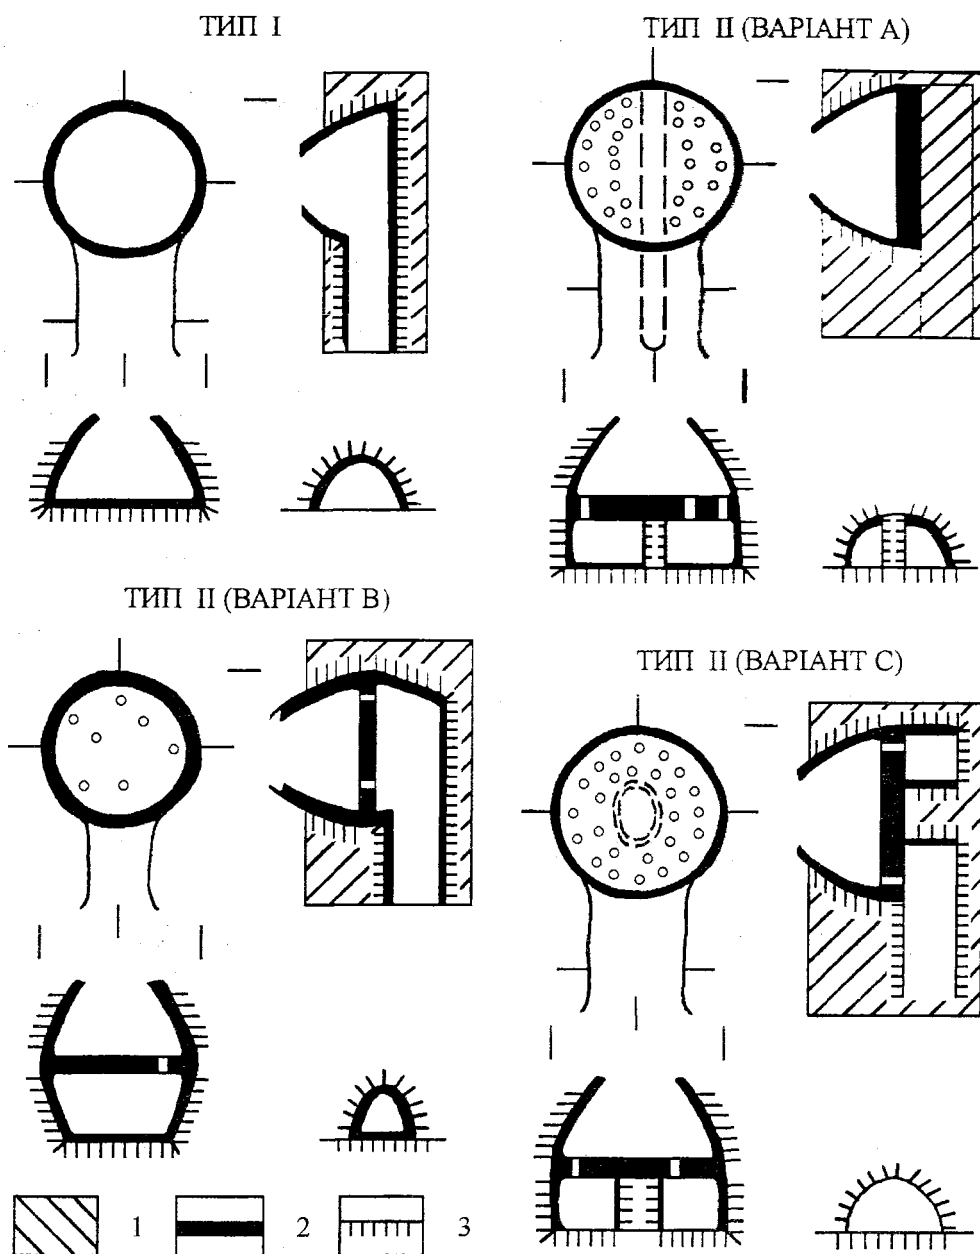 ТИП I
ТИП II (ВАРІАНТ А)
ТИП II (ВАРІАНТ В)
ТИП II (ВАРІАНТ С)
1 2 3